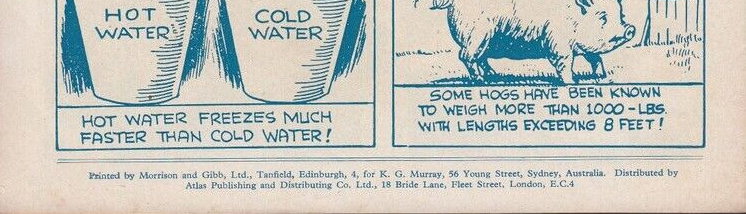 HOT
WATER
COLD
WATER
HOT WATER FREEZES MUCH
FASTER THAN COLD WATER!
SOME HOGS HAVE BEEN KNOWN
TO WEIGH MORE THAN 1000-LBS.
WITH LENGTHS EXCEEDING 8 FEET!
Printed by Morrison and Gibb, Ltd., Tanfield, Edinburgh, 4, for K. G. Murray, 56 Young Street, Sydney, Australia. Distributed by
Atlas Publishing and Distributing Co. Ltd., 18 Bride Lane, Fleet Street, London, E.C.4